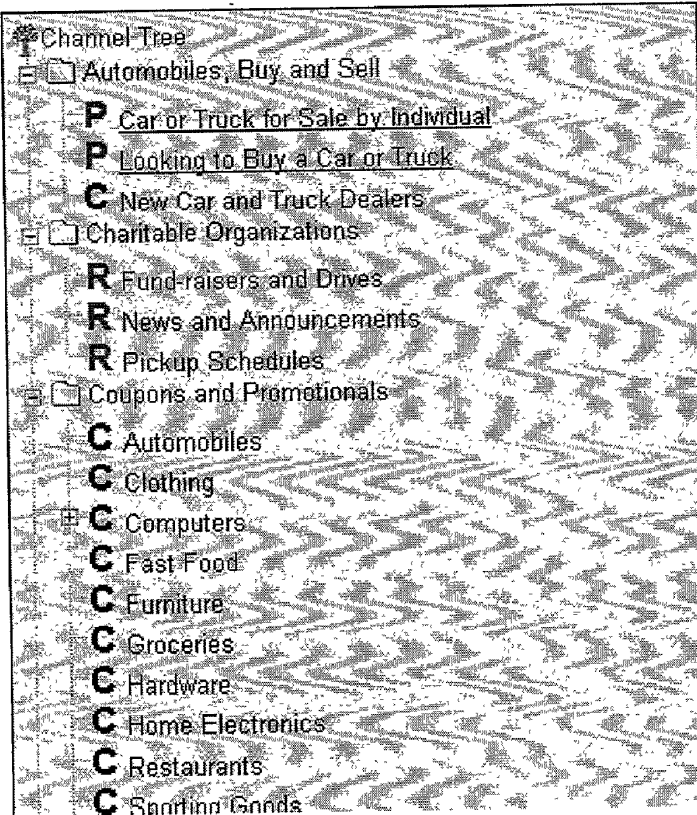 Channel Tree
Automobiles, Buy and Sell
P Car or Truck for Sale by Individual
P Looking to Buy a Car or Truck
C New Car and Truck Dealers
Charitable Organizations
R Fund-raisers and Drives
R News and Announcements
R Pickup Schedules
Coupons and Promotionals
C Automobiles
C Clothing
C Computers
C Fast Food
C Furniture
C Groceries
C Hardware
C Home Electronics
C Restaurants
C Sporting Goods